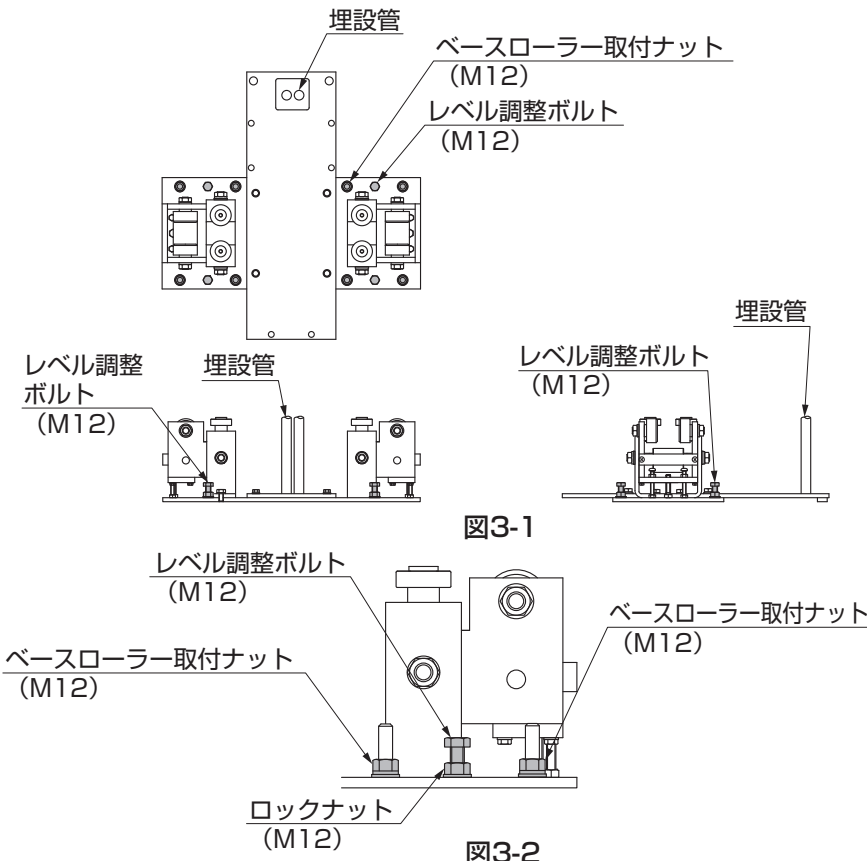 埋設管
ベースローラー取付ナット
（M12）
レベル調整ボルト
（M12）
埋設管
レベル調整
ボルト
（M12）
埋設管
レベル調整ボルト
（M12）
図3-1
レベル調整ボルト
（M12）
ベースローラー取付ナット
（M12）
ベースローラー取付ナット
（M12）
ロックナット
（M12）
図3-2